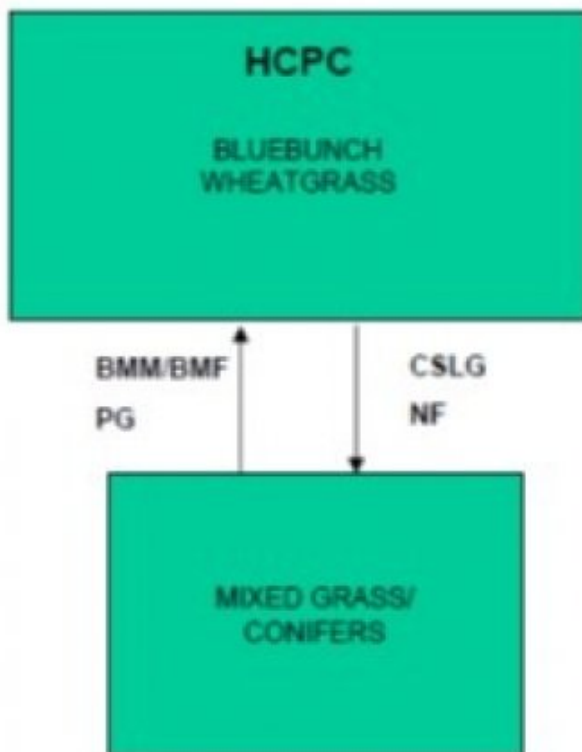 HCPC
BLUEBUNCH
WHEATGRASS
BMM/BMF
PG
CSLG
NF
MIXED GRASS/
CONIFERS